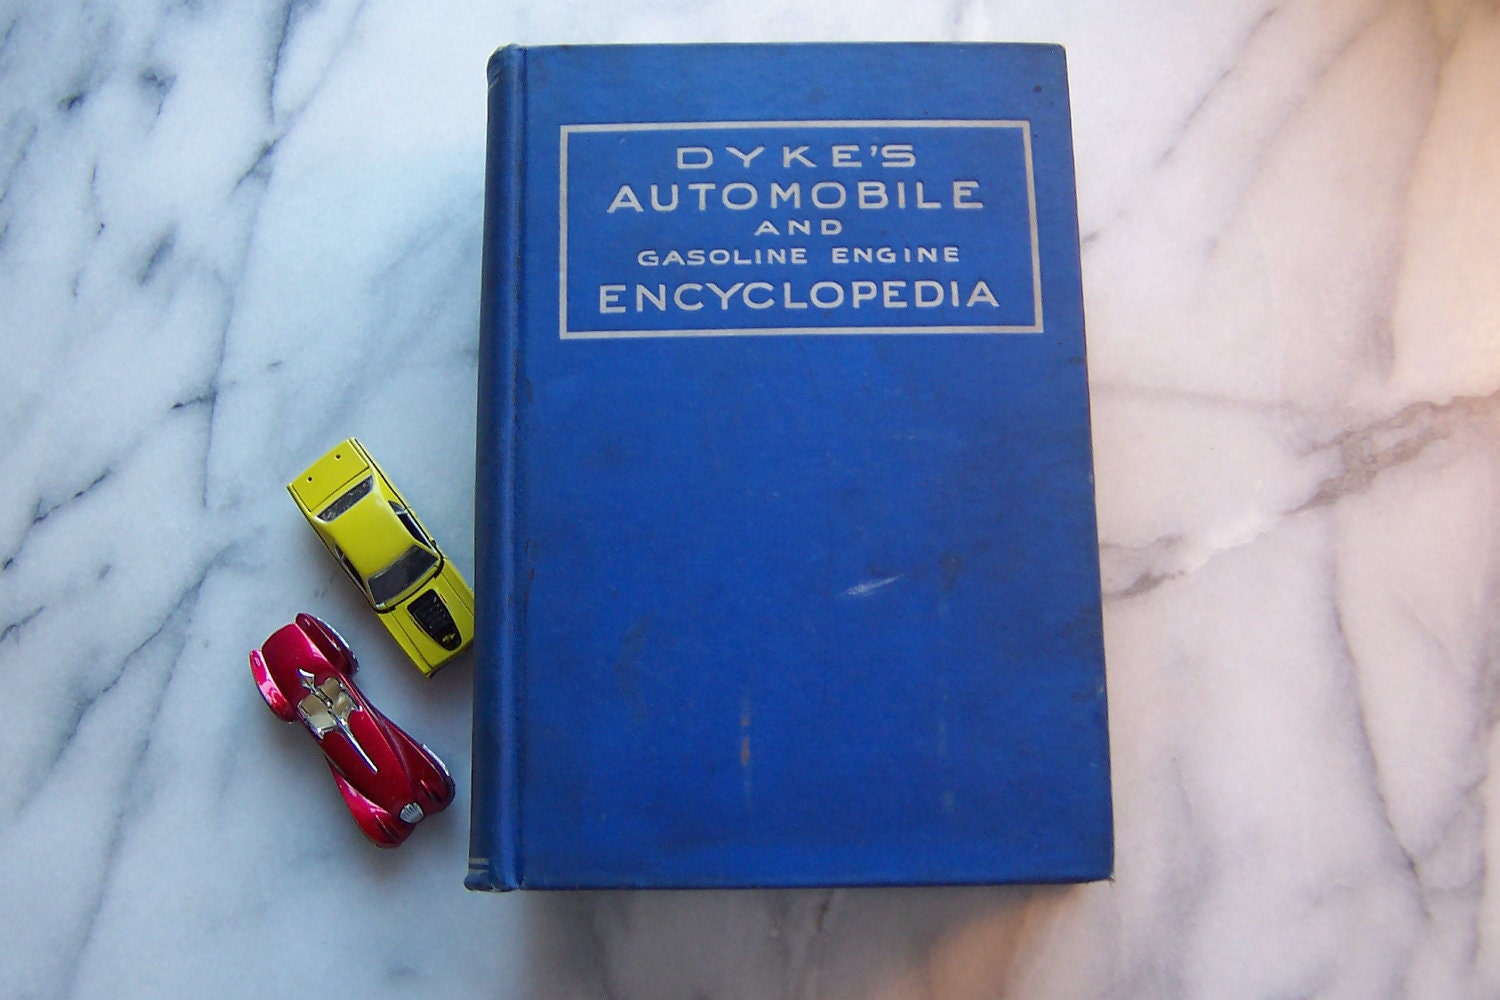 DYKE'S
AUTOMOBILE
AND
GASOLINE ENGINE
ENCYCLOPEDIA